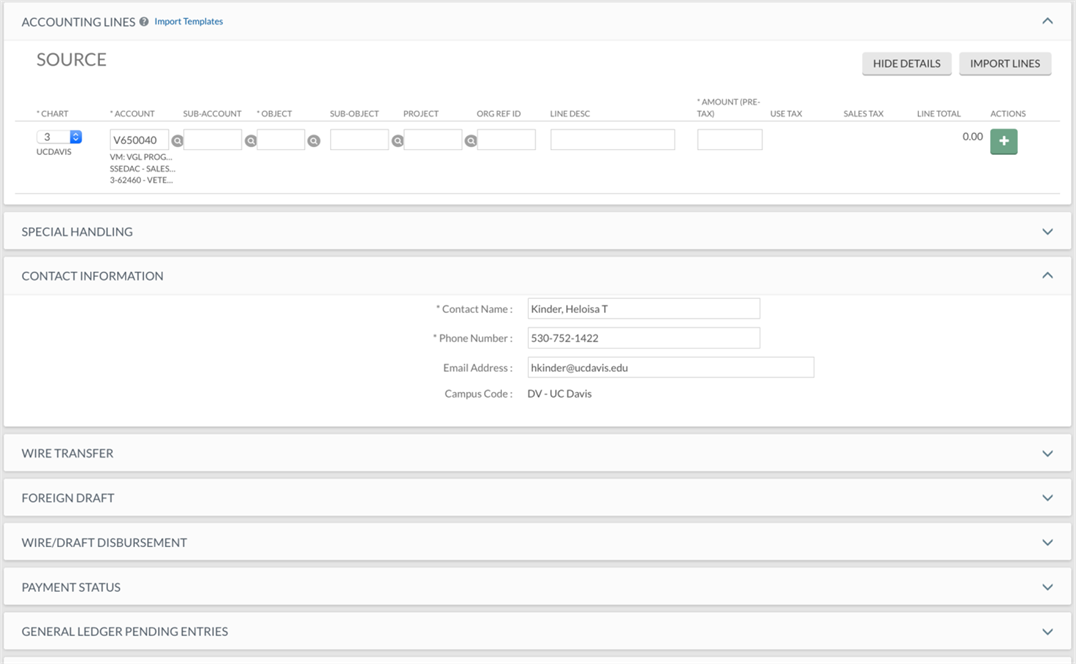 ACCOUNTING LINES ? Import Templates
SOURCE
HIDE DETAILS IMPORT LINES
* CHART * ACCOUNT SUB-ACCOUNT * OBJECT SUB-OBJECT PROJECT ORG REF ID LINE DESC * AMOUNT (PRE-TAX) USE TAX SALES TAX LINE TOTAL ACTIONS
3 V650040 0.00 +
UCDAVIS VM: VGL PROG...
SSEDAC - SALES...
3-62460 - VETE...
SPECIAL HANDLING
CONTACT INFORMATION
* Contact Name : Kinder, Heloisa T
* Phone Number : 530-752-1422
Email Address : hkinder@ucdavis.edu
Campus Code : DV - UC Davis
WIRE TRANSFER
FOREIGN DRAFT
WIRE/DRAFT DISBURSEMENT
PAYMENT STATUS
GENERAL LEDGER PENDING ENTRIES